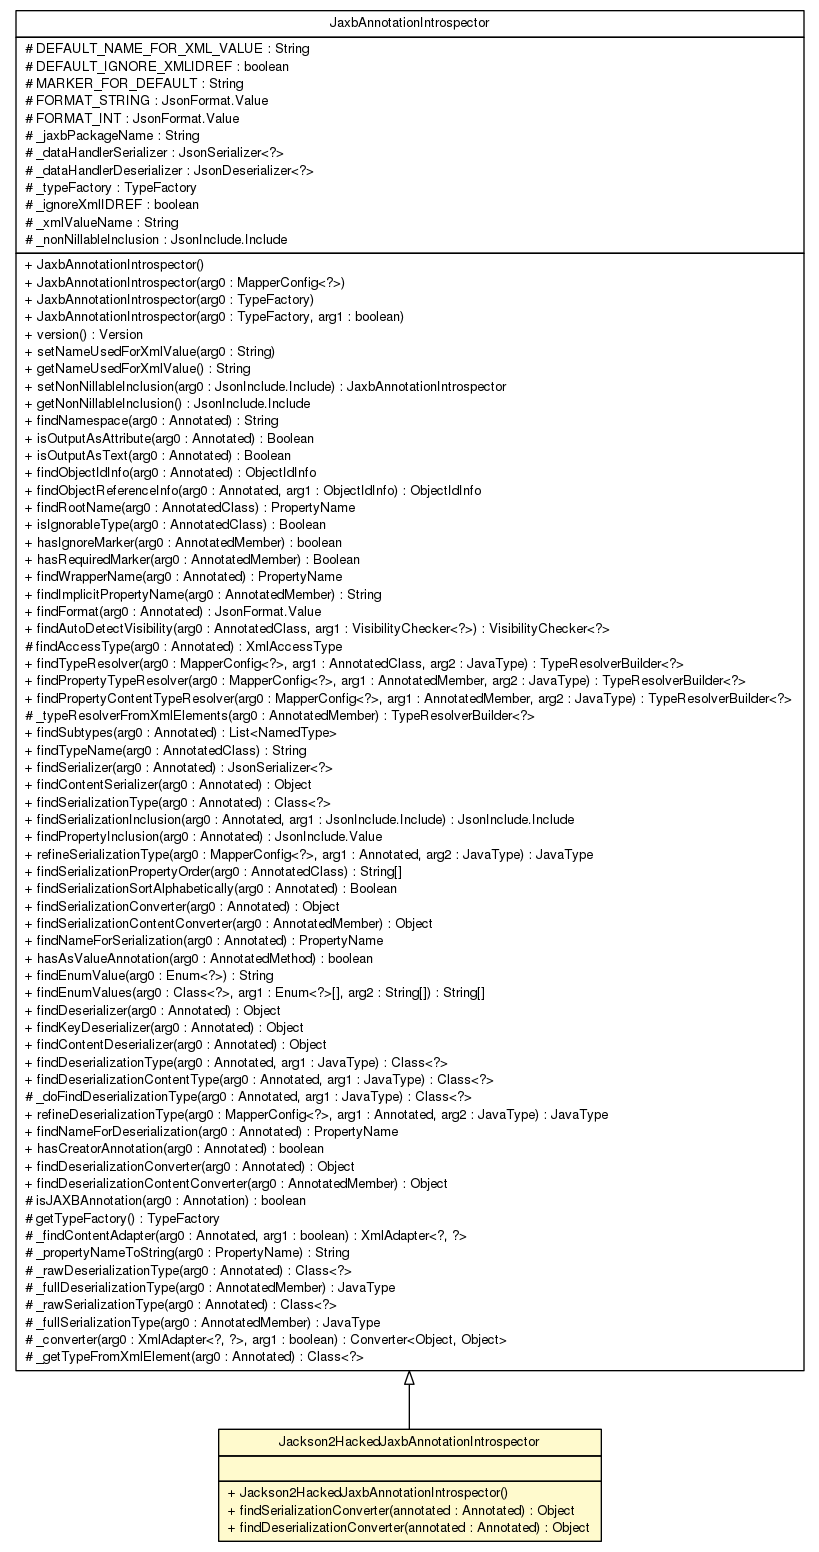 JaxbAnnotationIntrospector
# DEFAULT_NAME_FOR_XML_VALUE : String
# DEFAULT_IGNORE_XMLIDREF : boolean
# MARKER_FOR_DEFAULT : String
# FORMAT_STRING : JsonFormat.Value
# FORMAT_INT : JsonFormat.Value
# _jaxbPackageName : String
# _dataHandlerSerializer : JsonSerializer<?>
# _dataHandlerDeserializer : JsonDeserializer<?>
# _typeFactory : TypeFactory
# _ignoreXmlIDREF : boolean
# _xmlValueName : String
# _nonNillableInclusion : JsonInclude.Include
+ JaxbAnnotationIntrospector()
+ JaxbAnnotationIntrospector(arg0 : MapperConfig<?>)
+ JaxbAnnotationIntrospector(arg0 : TypeFactory)
+ JaxbAnnotationIntrospector(arg0 : TypeFactory, arg1 : boolean)
+ version() : Version
+ setNameUsedForXmlValue(arg0 : String)
+ getNameUsedForXmlValue() : String
+ setNonNillableInclusion(arg0 : JsonInclude.Include) : JaxbAnnotationIntrospector
+ getNonNillableInclusion() : JsonInclude.Include
+ findNamespace(arg0 : Annotated) : String
+ isOutputAsAttribute(arg0 : Annotated) : Boolean
+ isOutputAsText(arg0 : Annotated) : Boolean
+ findObjectIdInfo(arg0 : Annotated) : ObjectIdInfo
+ findObjectReferenceInfo(arg0 : Annotated, arg1 : ObjectIdInfo) : ObjectIdInfo
+ findRootName(arg0 : AnnotatedClass) : PropertyName
+ isIgnorableType(arg0 : AnnotatedClass) : Boolean
+ hasIgnoreMarker(arg0 : AnnotatedMember) : boolean
+ hasRequiredMarker(arg0 : AnnotatedMember) : Boolean
+ findWrapperName(arg0 : Annotated) : PropertyName
+ findImplicitPropertyName(arg0 : AnnotatedMember) : String
+ findFormat(arg0 : Annotated) : JsonFormat.Value
+ findAutoDetectVisibility(arg0 : AnnotatedClass, arg1 : VisibilityChecker<?>) : VisibilityChecker<?>
# findAccessType(arg0 : Annotated) : XmlAccessType
+ findTypeResolver(arg0 : MapperConfig<?>, arg1 : AnnotatedClass, arg2 : JavaType) : TypeResolverBuilder<?>
+ findPropertyTypeResolver(arg0 : MapperConfig<?>, arg1 : AnnotatedMember, arg2 : JavaType) : TypeResolverBuilder<?>
+ findPropertyContentTypeResolver(arg0 : MapperConfig<?>, arg1 : AnnotatedMember, arg2 : JavaType) : TypeResolverBuilder<?>
# _typeResolverFromXmlElements(arg0 : AnnotatedMember) : TypeResolverBuilder<?>
+ findSubtypes(arg0 : Annotated) : List<NamedType>
+ findTypeName(arg0 : AnnotatedClass) : String
+ findSerializer(arg0 : Annotated) : JsonSerializer<?>
+ findContentSerializer(arg0 : Annotated) : Object
+ findSerializationType(arg0 : Annotated) : Class<?>
+ findSerializationInclusion(arg0 : Annotated, arg1 : JsonInclude.Include) : JsonInclude.Include
+ findPropertyInclusion(arg0 : Annotated) : JsonInclude.Value
+ refineSerializationType(arg0 : MapperConfig<?>, arg1 : Annotated, arg2 : JavaType) : JavaType
+ findSerializationPropertyOrder(arg0 : AnnotatedClass) : String[]
+ findSerializationSortAlphabetically(arg0 : Annotated) : Boolean
+ findSerializationConverter(arg0 : Annotated) : Object
+ findSerializationContentConverter(arg0 : AnnotatedMember) : Object
+ findNameForSerialization(arg0 : Annotated) : PropertyName
+ hasAsValueAnnotation(arg0 : AnnotatedMethod) : boolean
+ findEnumValue(arg0 : Enum<?>) : String
+ findEnumValues(arg0 : Class<?>, arg1 : Enum<?>[], arg2 : String[]) : String[]
+ findDeserializer(arg0 : Annotated) : Object
+ findKeyDeserializer(arg0 : Annotated) : Object
+ findContentDeserializer(arg0 : Annotated) : Object
+ findDeserializationType(arg0 : Annotated, arg1 : JavaType) : Class<?>
+ findDeserializationContentType(arg0 : Annotated, arg1 : JavaType) : Class<?>
# _doFindDeserializationType(arg0 : Annotated, arg1 : JavaType) : Class<?>
+ refineDeserializationType(arg0 : MapperConfig<?>, arg1 : Annotated, arg2 : JavaType) : JavaType
+ findNameForDeserialization(arg0 : Annotated) : PropertyName
+ hasCreatorAnnotation(arg0 : Annotated) : boolean
+ findDeserializationConverter(arg0 : Annotated) : Object
+ findDeserializationContentConverter(arg0 : AnnotatedMember) : Object
# isJAXBAnnotation(arg0 : Annotation) : boolean
# getTypeFactory() : TypeFactory
# _findContentAdapter(arg0 : Annotated, arg1 : boolean) : XmlAdapter<?, ?>
# _propertyNameToString(arg0 : PropertyName) : String
# _rawDeserializationType(arg0 : Annotated) : Class<?>
# _fullDeserializationType(arg0 : AnnotatedMember) : JavaType
# _rawSerializationType(arg0 : Annotated) : Class<?>
# _fullSerializationType(arg0 : AnnotatedMember) : JavaType
# _converter(arg0 : XmlAdapter<?, ?>, arg1 : boolean) : Converter<Object, Object>
# _getTypeFromXmlElement(arg0 : Annotated) : Class<?>
Jackson2HackedJaxbAnnotationIntrospector
+ Jackson2HackedJaxbAnnotationIntrospector()
+ findSerializationConverter(annotated : Annotated) : Object
+ findDeserializationConverter(annotated : Annotated) : Object